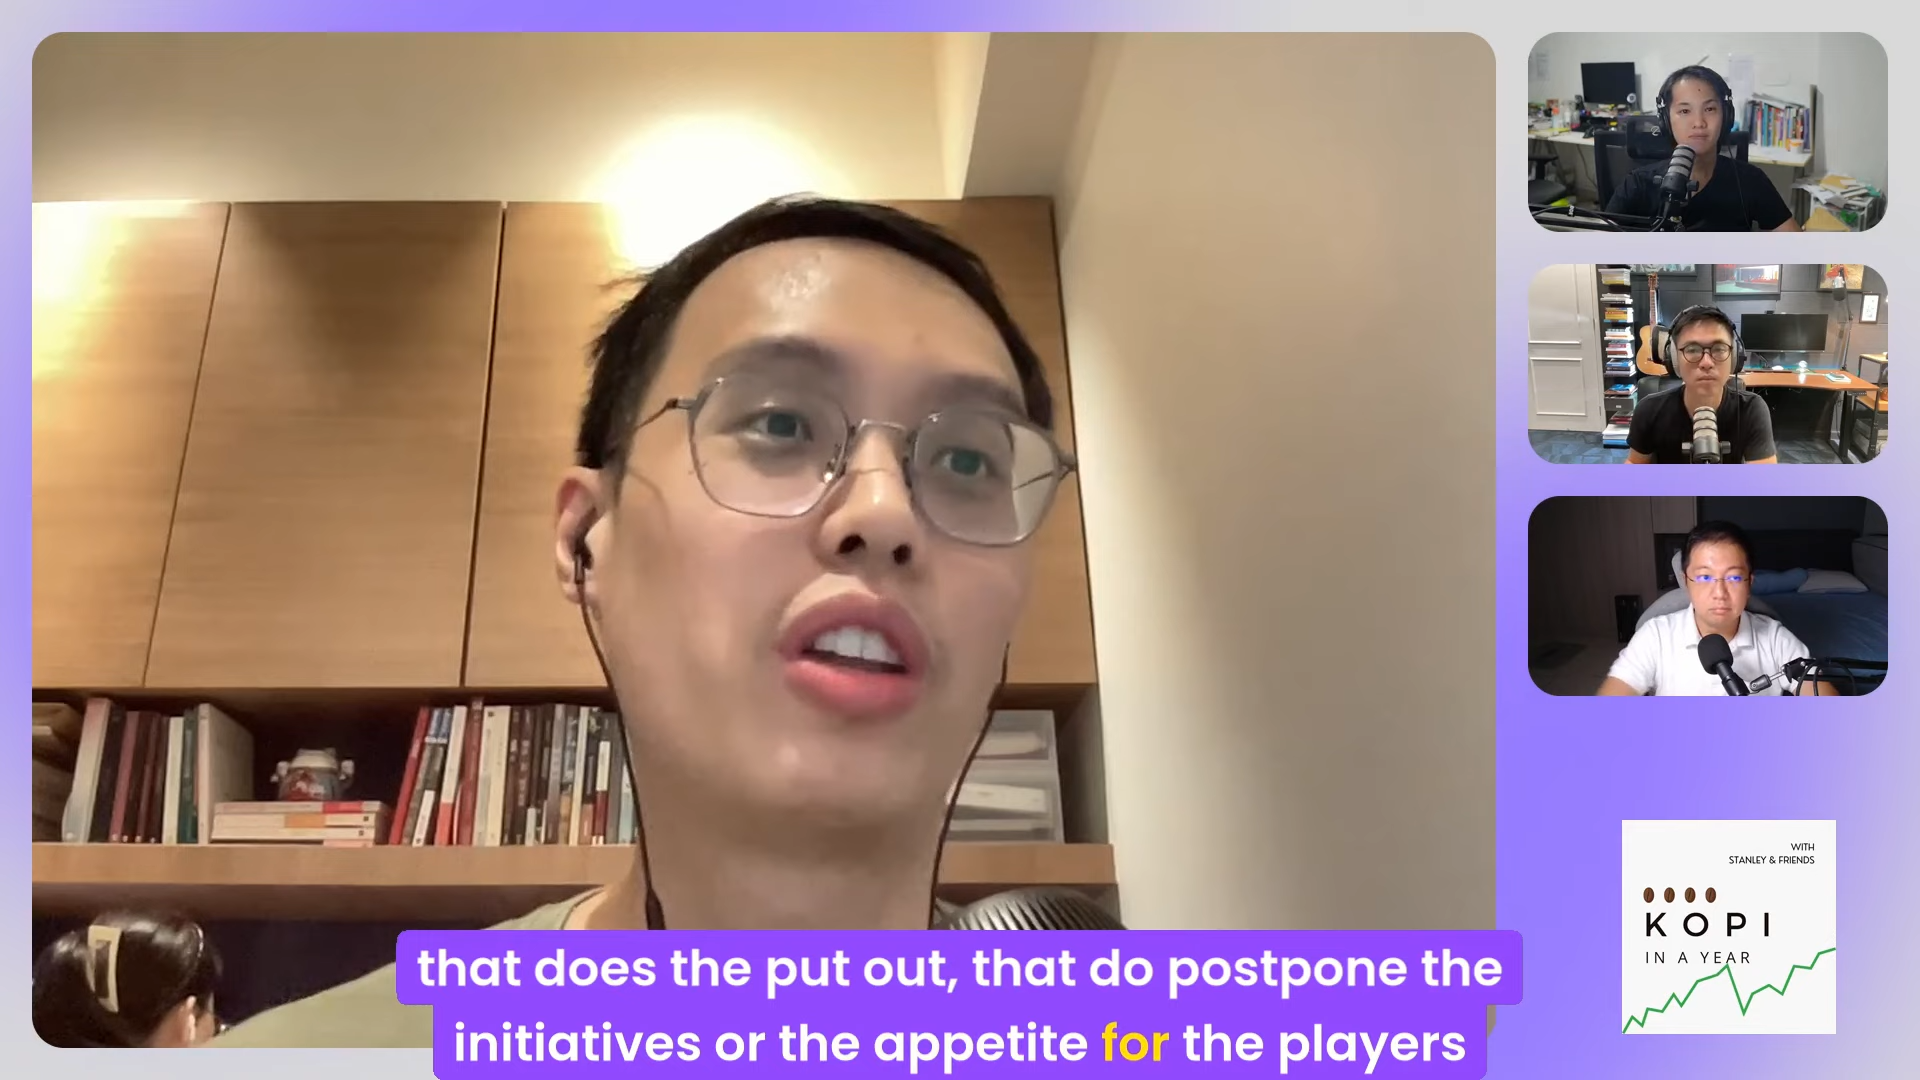 WITH
STANLEY & FRIENDS
KOPI
IN A YEAR
that does the put out, that do postpone the
initiatives or the appetite for the players